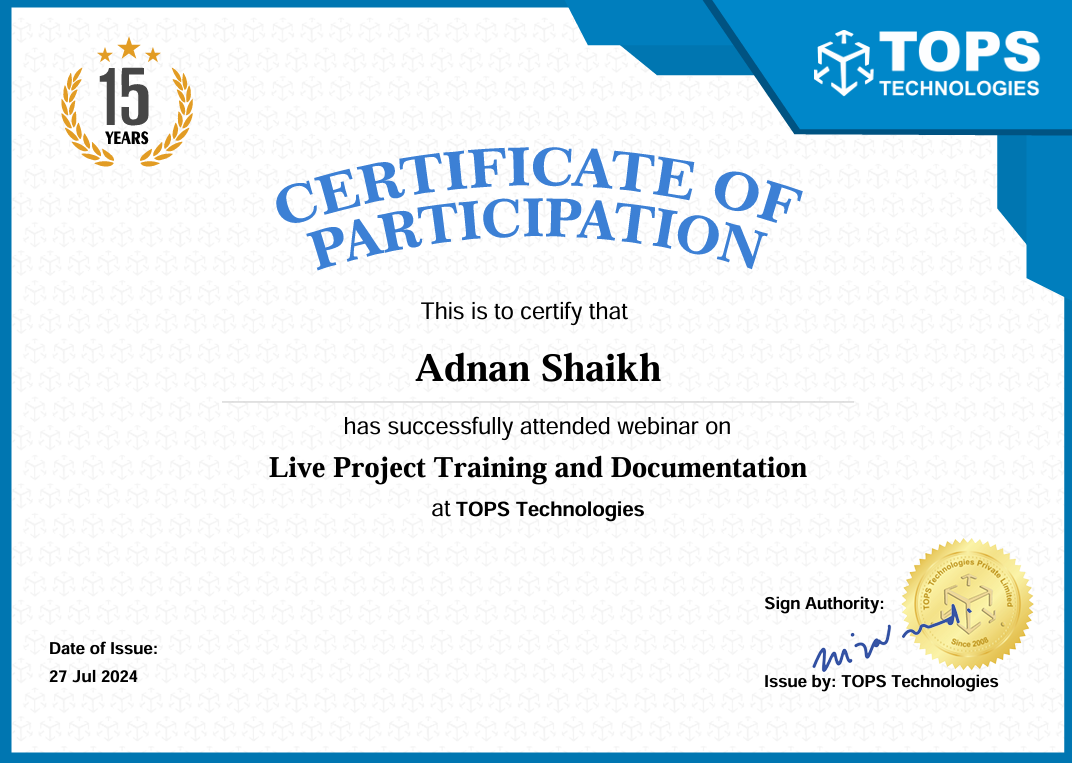 15
YEARS
TOPS
TECHNOLOGIES
CERTIFICATE OF
PARTICIPATION
This is to certify that
Adnan Shaikh
has successfully attended webinar on
Live Project Training and Documentation
at TOPS Technologies
Date of Issue:
27 Jul 2024
Sign Authority:
TOPS Technologies Private Limited
Since 2008
Issue by: TOPS Technologies